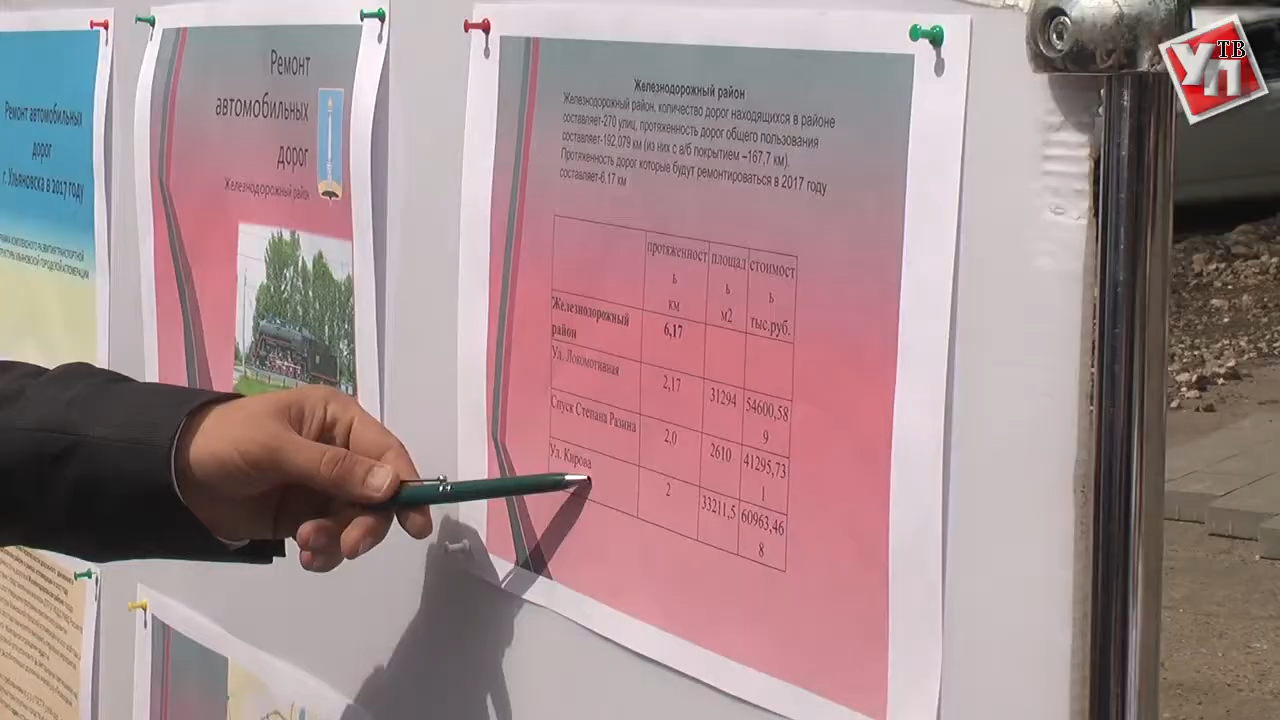 УП ТВ
Ремонт автомобильных
дорог
г. Ульяновска в 2017 году
Ремонт
автомобильных
дорог
Железнодорожный район
Железнодорожный район
Железнодорожный район, количество дорог находящихся в районе
составляет-270 улиц, протяженность дорог общего пользования
составляет-192,079 км (из них с а/б покрытием –167,7 км).
Протяженность дорог которые будут ремонтироваться в 2017 году
составляет-6.17 км
протяженност площад стоимост
ь ь ь
км м2 тыс.руб.
Железнодорожный
район 6,17
Ул. Локомотивная 2,17 31294 54600,58
9
Спуск Степана Разина 2,0 2610 41295,73
1
Ул. Кирова 2 33211,5 60963,46
8